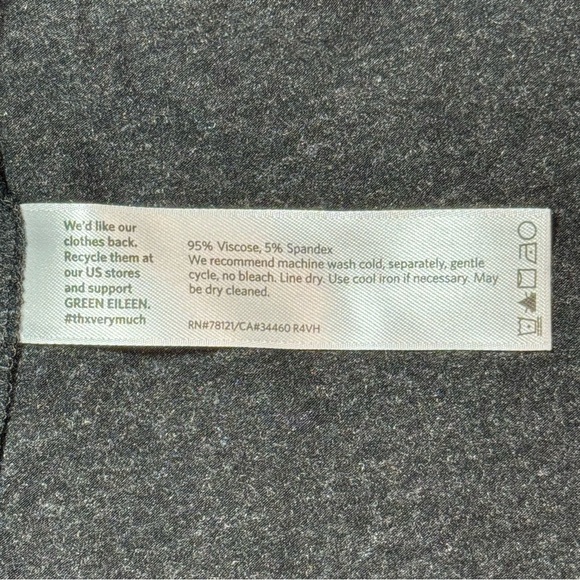 We'd like our
clothes back.
Recycle them at
our US stores
and support
GREEN EILEEN.
#thxverymuch
95% Viscose, 5% Spandex
We recommend machine wash cold, separately, gentle
cycle, no bleach. Line dry. Use cool iron if necessary. May
be dry cleaned.
RN#78121/CA#34460 R4VH